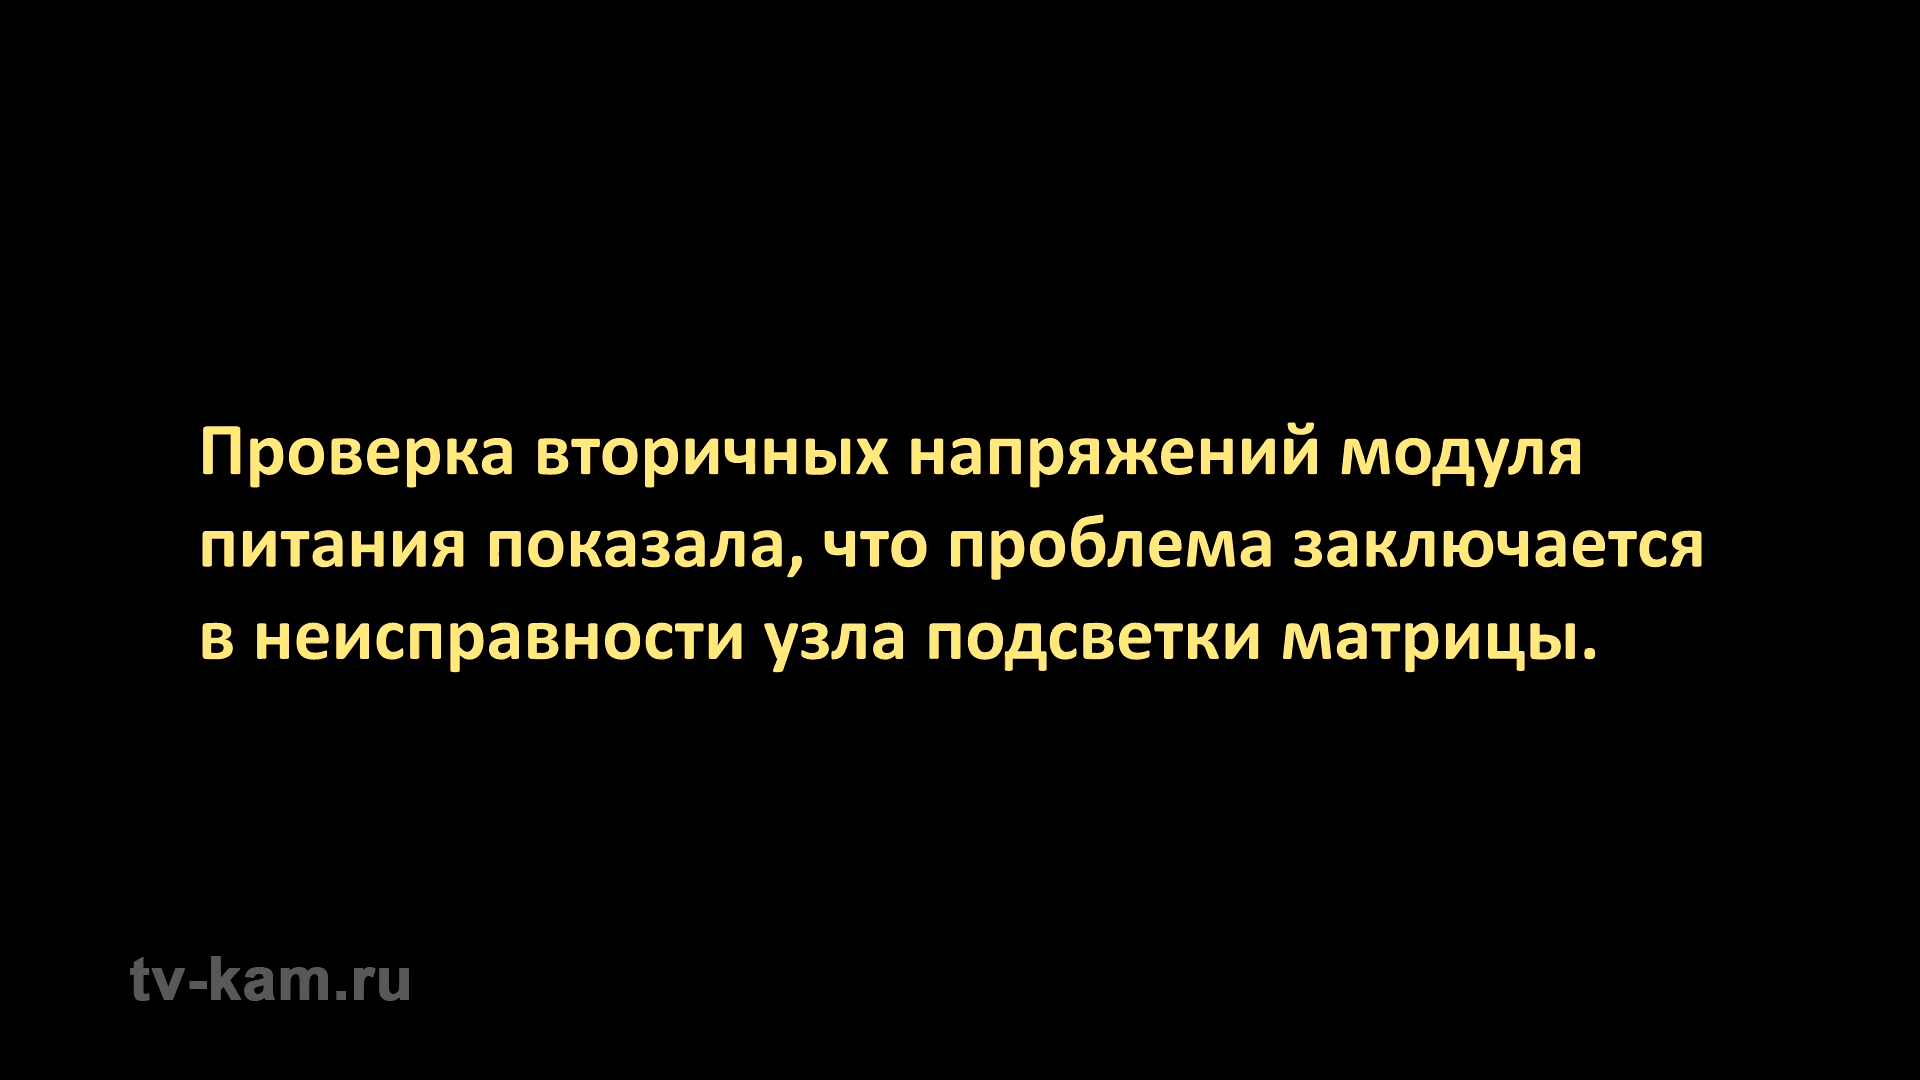 Проверка вторичных напряжений модуля
питания показала, что проблема заключается
в неисправности узла подсветки матрицы.
tv-kam.ru